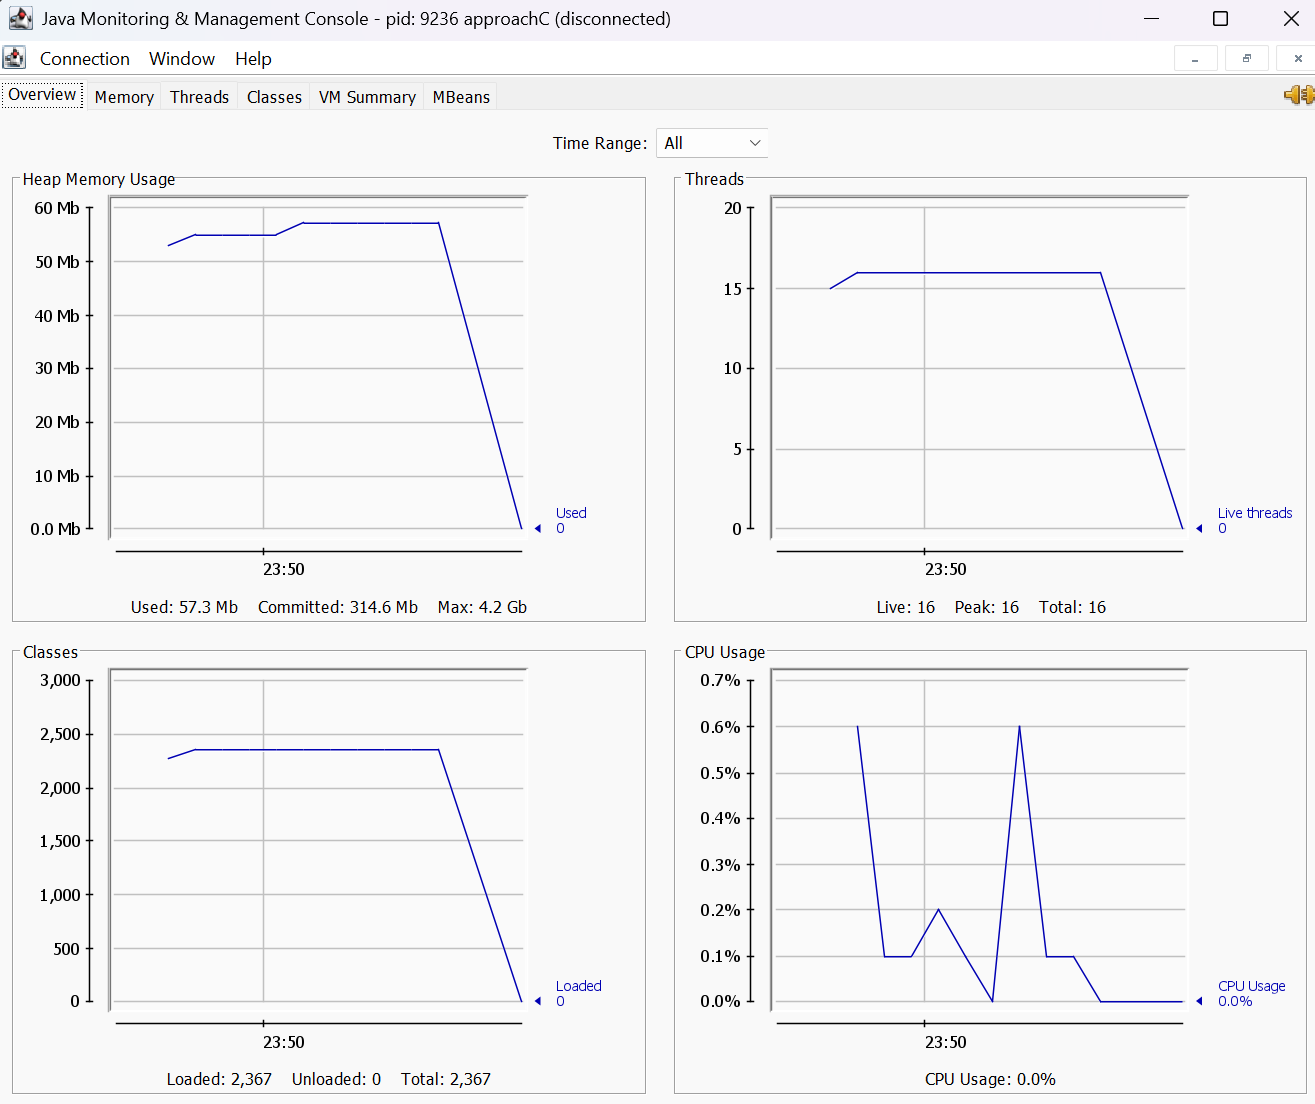 Java Monitoring & Management Console - pid: 9236 approachC (disconnected)
Connection Window Help
Overview Memory Threads Classes VM Summary MBeans
Time Range: All
Heap Memory Usage
60 Mb
50 Mb
40 Mb
30 Mb
20 Mb
10 Mb
0.0 Mb
Used
0
23:50
Used: 57.3 Mb Committed: 314.6 Mb Max: 4.2 Gb
Threads
20
15
10
5
0
Live threads
0
23:50
Live: 16 Peak: 16 Total: 16
Classes
3,000
2,500
2,000
1,500
1,000
500
0
Loaded
0
23:50
Loaded: 2,367 Unloaded: 0 Total: 2,367
CPU Usage
0.7%
0.6%
0.5%
0.4%
0.3%
0.2%
0.1%
0.0%
CPU Usage
0.0%
23:50
CPU Usage: 0.0%